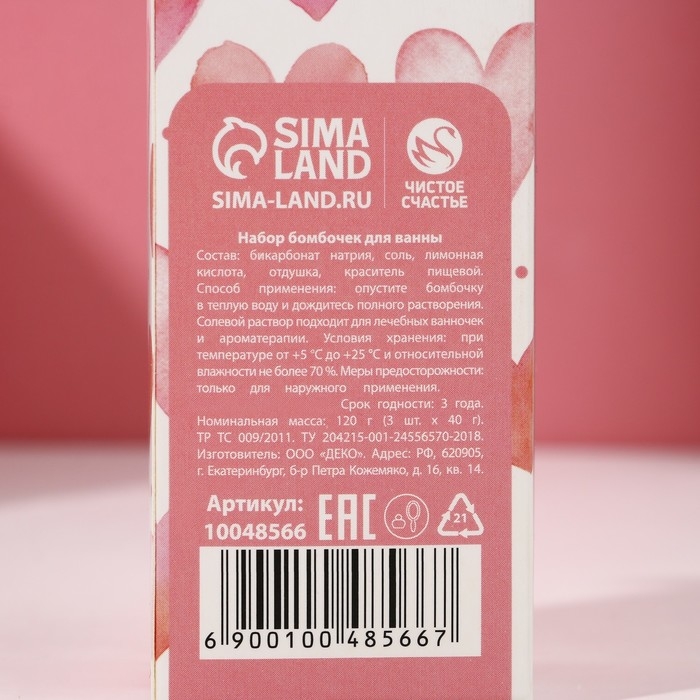 SIMA
LAND
SIMA-LAND.RU
ЧИСТОЕ
СЧАСТЬЕ
Набор бомбочек для ванны
Состав: бикарбонат натрия, соль, лимонная
кислота, отдушка, краситель пищевой.
Способ применения: опустите бомбочку
в теплую воду и дождитесь полного растворения.
Солевой раствор подходит для лечебных ванночек
и ароматерапии. Условия хранения: при
температуре от +5 °С до +25 °С и относительной
влажности не более 70 %. Меры предосторожности:
только для наружного применения.
Срок годности: 3 года.
Номинальная масса: 120 г (3 шт. х 40 г.)
ТР ТС 009/2011. ТУ 204215-001-24556570-2018.
Изготовитель: ООО «ДЕКО». Адрес: РФ, 620905,
г. Екатеринбург, б-р Петра Кожемяко, д. 16, кв. 14.
Артикул:
10048566
EAC
21
6 900100 485667